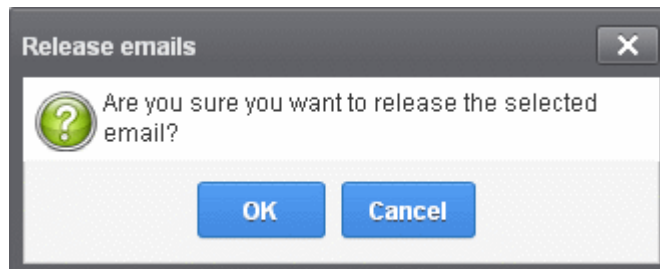 Release emails
Are you sure you want to release the selected
email?
OK
Cancel